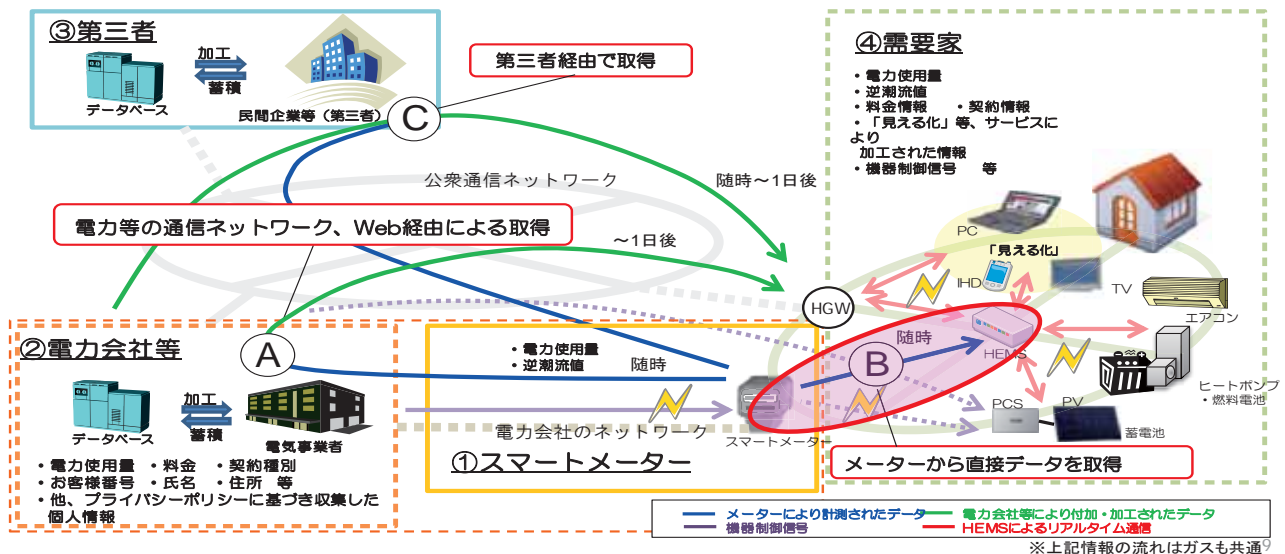 ③第三者
加工
蓄積
データベース
民間企業等（第三者）
C
第三者経由で取得
④需要家
・電力使用量
・逆潮流値
・料金情報　・契約情報
・「見える化」等、サービスに
より
加工された情報
・機器制御信号　等
公衆通信ネットワーク
随時～1日後
電力等の通信ネットワーク、Web経由による取得
～1日後
PC
「見える化」
IHD
TV
エアコン
HGW
HEMS
随時
B
ヒートポンプ
・燃料電池
PCS
PV
蓄電池
スマートメーター
メーターから直接データを取得
②電力会社等
A
・電力使用量
・逆潮流値
随時
加工
蓄積
データベース
電気事業者
電力会社のネットワーク
①スマートメーター
・電力使用量　・料金　・契約種別
・お客様番号　・氏名　・住所　等
・他、プライバシーポリシーに基づき収集した
個人情報
メーターにより計測されたデータ
電力会社等により付加・加工されたデータ
機器制御信号
HEMSによるリアルタイム通信
※上記情報の流れはガスも共通
9